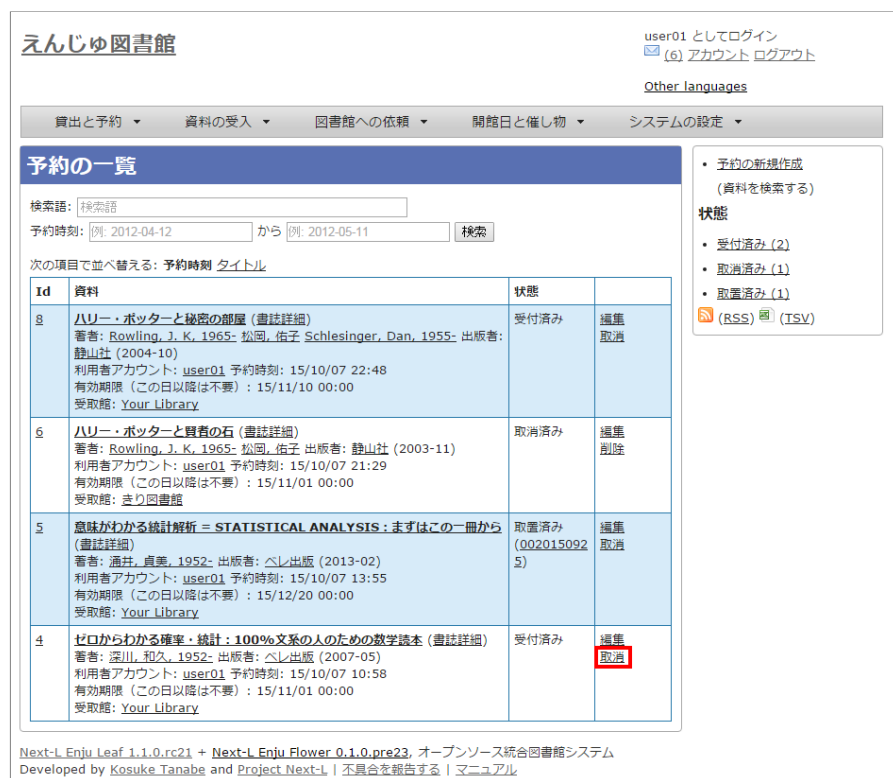 えんじゅ図書館
user01 としてログイン
(6) アカウント ログアウト
Other languages
貸出と予約 ▼ 資料の受入 ▼ 図書館への依頼 ▼ 開館日と催し物 ▼ システムの設定 ▼
予約の一覧
検索語: 検索語
予約時刻: 例: 2012-04-12 から 例: 2012-05-11 検索
次の項目で並べ替える: 予約時刻 タイトル
Id 資料 状態
8 ハリー・ポッターと秘密の部屋 (書誌詳細) 受付済み 編集
著者: Rowling, J. K, 1965- 松岡, 佑子 Schlesinger, Dan, 1955- 出版者: 取消
静山社 (2004-10)
利用者アカウント: user01 予約時刻: 15/10/07 22:48
有効期限（この日以降は不要）: 15/11/10 00:00
受取館: Your Library
6 ハリー・ポッターと賢者の石 (書誌詳細) 取消済み 編集
著者: Rowling, J. K, 1965- 松岡, 佑子 出版者: 静山社 (2003-11) 削除
利用者アカウント: user01 予約時刻: 15/10/07 21:29
有効期限（この日以降は不要）: 15/11/01 00:00
受取館: きり図書館
5 意味がわかる統計解析 = STATISTICAL ANALYSIS : まずはこの一冊から 取置済み 編集
(書誌詳細) (002015092 取消
著者: 涌井, 貞美, 1952- 出版者: ベレ出版 (2013-02) 5)
利用者アカウント: user01 予約時刻: 15/10/07 13:55
有効期限（この日以降は不要）: 15/12/20 00:00
受取館: Your Library
4 ゼロからわかる確率・統計 : 100%文系の人のための数学読本 (書誌詳細) 受付済み 編集
著者: 深川, 和久, 1952- 出版者: ベレ出版 (2007-05) 取消
利用者アカウント: user01 予約時刻: 15/10/07 10:58
有効期限（この日以降は不要）: 15/11/01 00:00
受取館: Your Library
• 予約の新規作成
(資料を検索する)
状態
• 受付済み (2)
• 取消済み (1)
• 取置済み (1)
(RSS) (TSV)
Next-L Enju Leaf 1.1.0.rc21 + Next-L Enju Flower 0.1.0.pre23, オープンソース統合図書館システム
Developed by Kosuke Tanabe and Project Next-L | 不具合を報告する | マニュアル